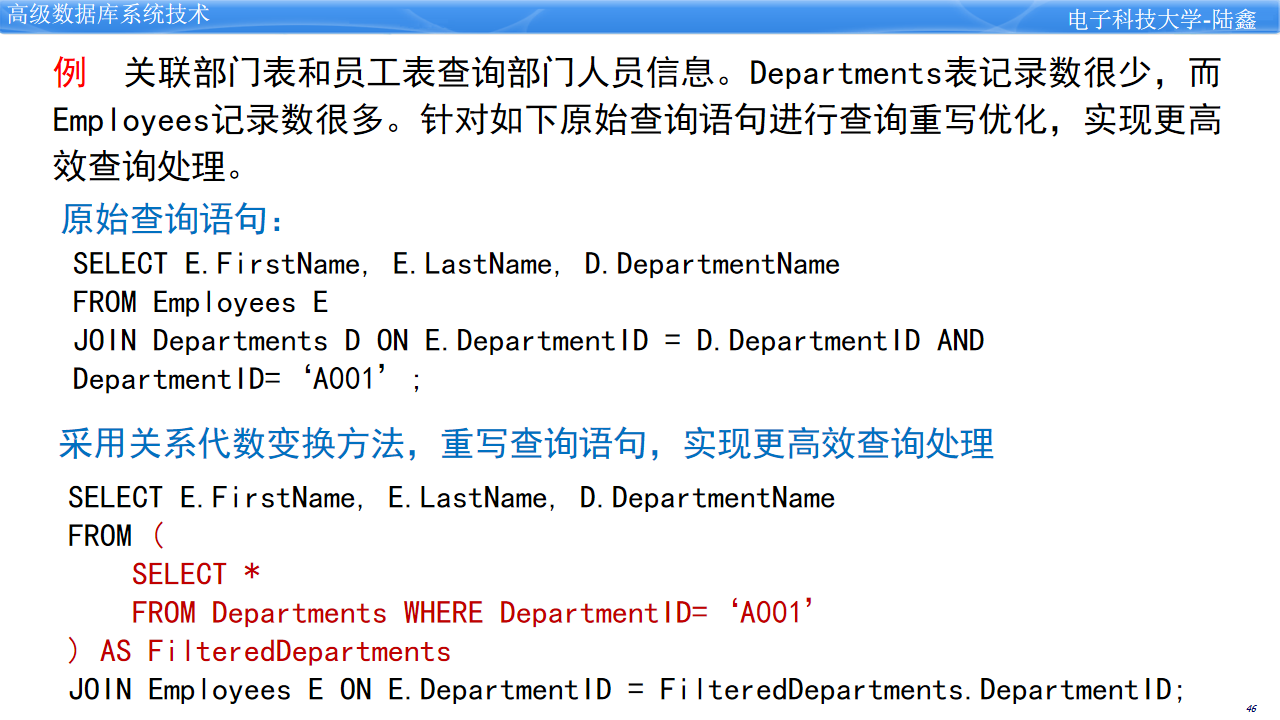 高级数据库系统技术
电子科技大学-陆鑫
例 关联部门表和员工表查询部门人员信息。Departments表记录数很少，而
Employees记录数很多。针对如下原始查询语句进行查询重写优化，实现更高
效查询处理。
原始查询语句：
SELECT E.FirstName, E.LastName, D.DepartmentName
FROM Employees E
JOIN Departments D ON E.DepartmentID = D.DepartmentID AND
DepartmentID=‘A001’;
采用关系代数变换方法，重写查询语句，实现更高效查询处理
SELECT E.FirstName, E.LastName, D.DepartmentName
FROM (
SELECT *
FROM Departments WHERE DepartmentID=‘A001’
) AS FilteredDepartments
JOIN Employees E ON E.DepartmentID = FilteredDepartments.DepartmentID;
46